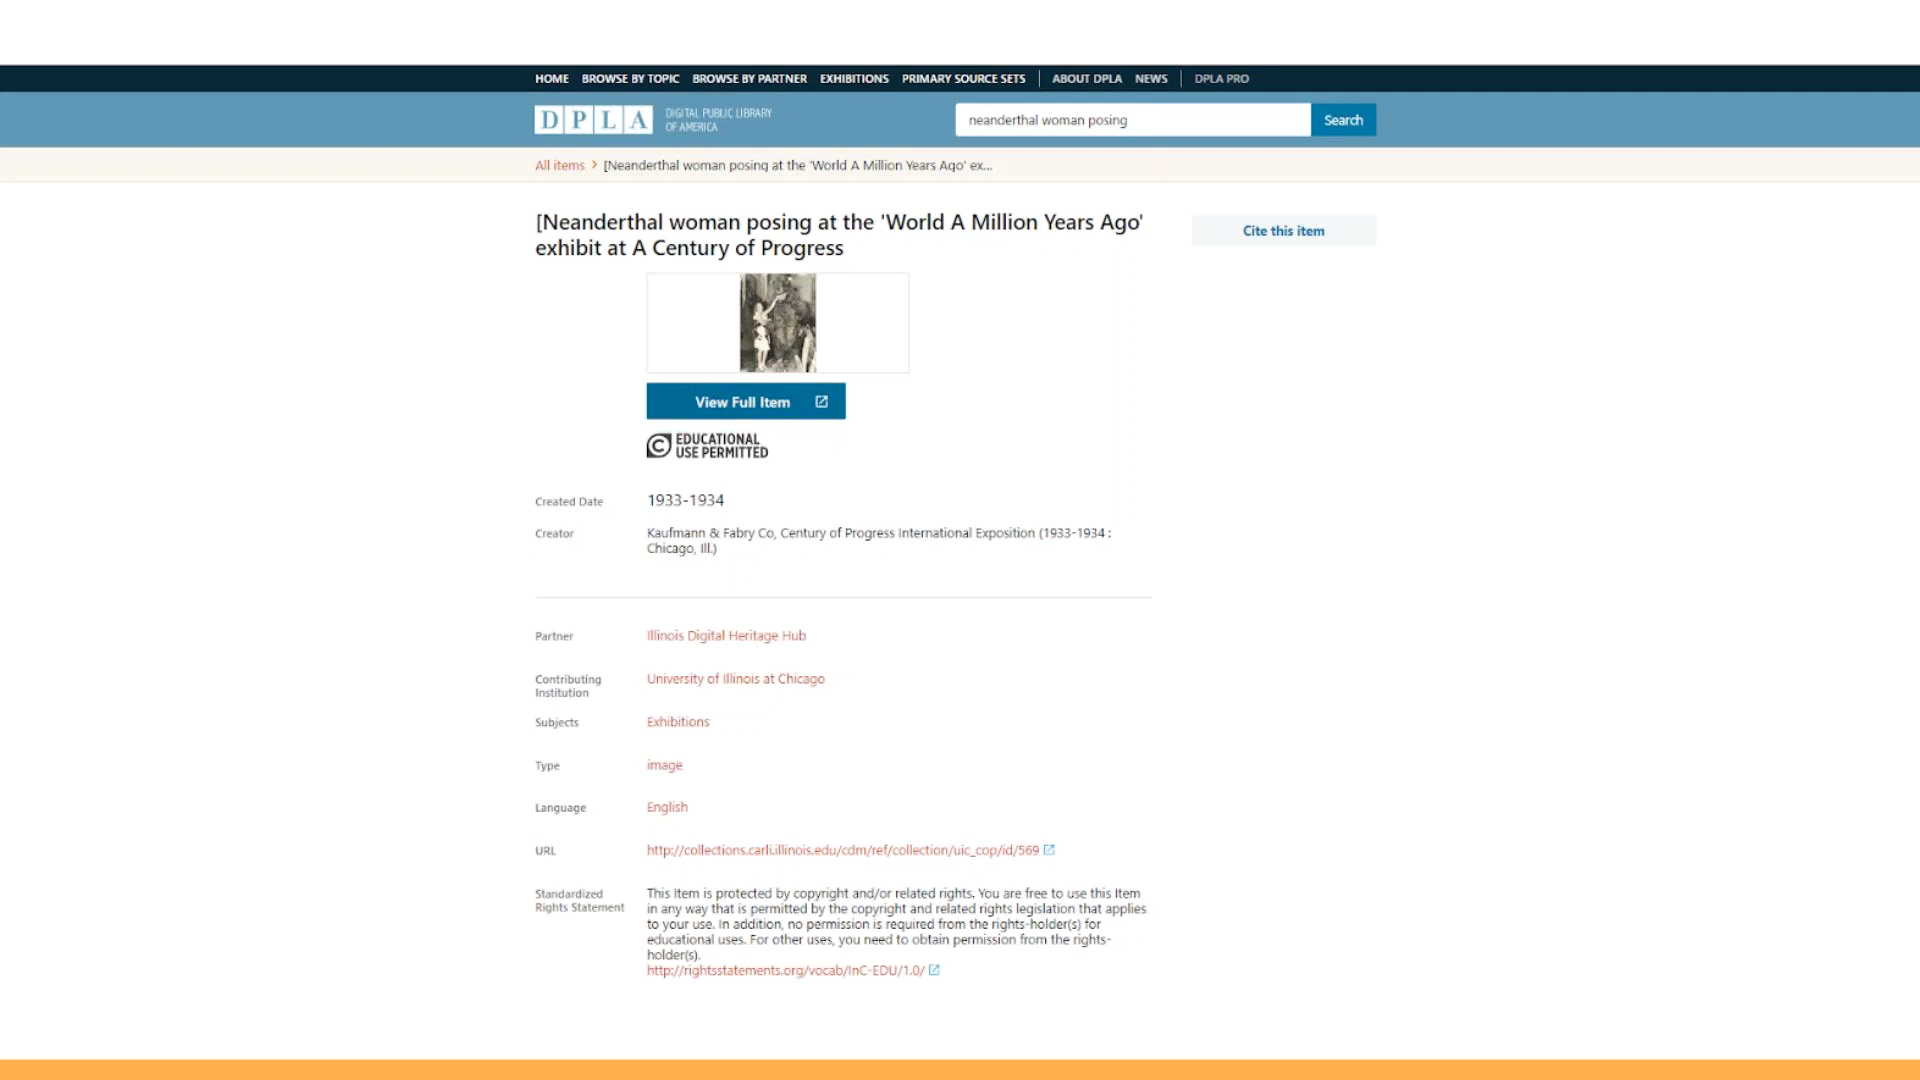 HOME BROWSE BY TOPIC BROWSE BY PARTNER EXHIBITIONS PRIMARY SOURCE SETS ABOUT DPLA NEWS DPLA PRO
DPLA
DIGITAL PUBLIC LIBRARY
OF AMERICA
neanderthal woman posing
Search
All items > [Neanderthal woman posing at the 'World A Million Years Ago' ex...
[Neanderthal woman posing at the 'World A Million Years Ago'
exhibit at A Century of Progress
Cite this item
View Full Item
EDUCATIONAL
USE PERMITTED
Created Date 1933-1934
Creator Kaufmann & Fabry Co, Century of Progress International Exposition (1933-1934 :
Chicago, Ill.)
Partner Illinois Digital Heritage Hub
Contributing
Institution
University of Illinois at Chicago
Subjects Exhibitions
Type image
Language English
URL http://collections.carli.illinois.edu/cdm/ref/collection/uic_cop/id/569
Standardized
Rights Statement
This Item is protected by copyright and/or related rights. You are free to use this Item
in any way that is permitted by the copyright and related rights legislation that applies
to your use. In addition, no permission is required from the rights-holder(s) for
educational uses. For other uses, you need to obtain permission from the rights-
holder(s).
http://rightsstatements.org/vocab/InC-EDU/1.0/